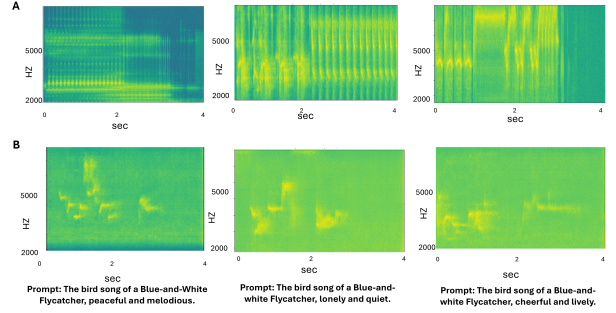 A
5000
HZ
2000
0
2
4
sec
5000
HZ
2000
0
2
4
sec
5000
HZ
2000
0
2
4
sec
B
5000
HZ
2000
0
2
4
sec
5000
HZ
2000
0
2
4
sec
5000
HZ
2000
0
2
4
sec
Prompt: The bird song of a Blue-and-White
Flycatcher, peaceful and melodious.
Prompt: The bird song of a Blue-and-
white Flycatcher, lonely and quiet.
Prompt: The bird song of a Blue-and-
white Flycatcher, cheerful and lively.